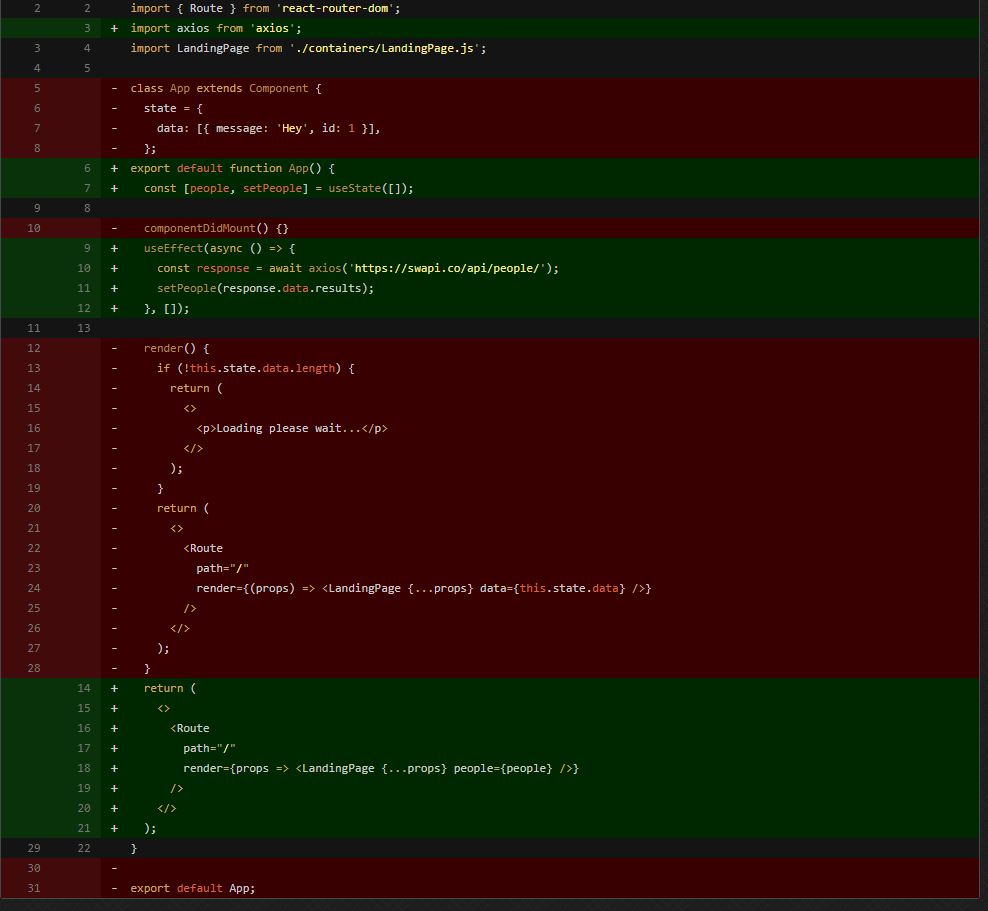 2 2 import { Route } from 'react-router-dom';
3 + import axios from 'axios';
3 4 import LandingPage from './containers/LandingPage.js';
4 5
5 - class App extends Component {
6 - state = {
7 - data: [{ message: 'Hey', id: 1 }],
8 - };
6 + export default function App() {
7 + const [people, setPeople] = useState([]);
9 8
10 - componentDidMount() {}
9 + useEffect(async () => {
10 + const response = await axios('https://swapi.co/api/people/');
11 + setPeople(response.data.results);
12 + }, []);
11 13
12 - render() {
13 - if (!this.state.data.length) {
14 - return (
15 - <>
16 - <p>Loading please wait...</p>
17 - </>
18 - );
19 - }
20 - return (
21 - <>
22 - <Route
23 - path="/"
24 - render={(props) => <LandingPage {...props} data={this.state.data} />}
25 - />
26 - </>
27 - );
28 - }
14 + return (
15 + <>
16 + <Route
17 + path="/"
18 + render={props => <LandingPage {...props} people={people} />}
19 + />
20 + </>
21 + );
29 22 }
30 -
31 - export default App;